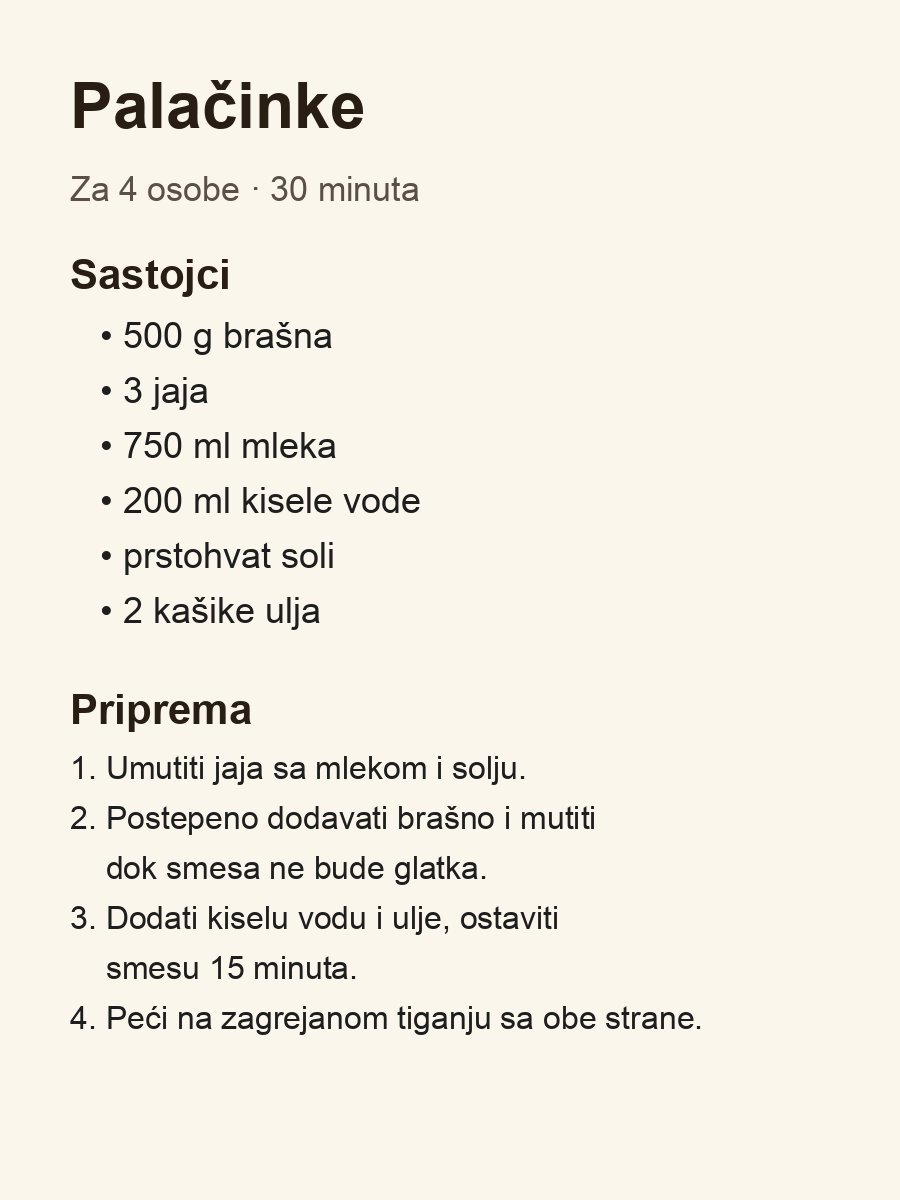 Palačinke
Za 4 osobe · 30 minuta
Sastojci
• 500 g brašna
• 3 jaja
• 750 ml mleka
• 200 ml kisele vode
• prstohvat soli
• 2 kašike ulja
Priprema
1. Umutiti jaja sa mlekom i solju.
2. Postepeno dodavati brašno i mutiti
dok smesa ne bude glatka.
3. Dodati kiselu vodu i ulje, ostaviti
smesu 15 minuta.
4. Peći na zagrejanom tiganju sa obe strane.